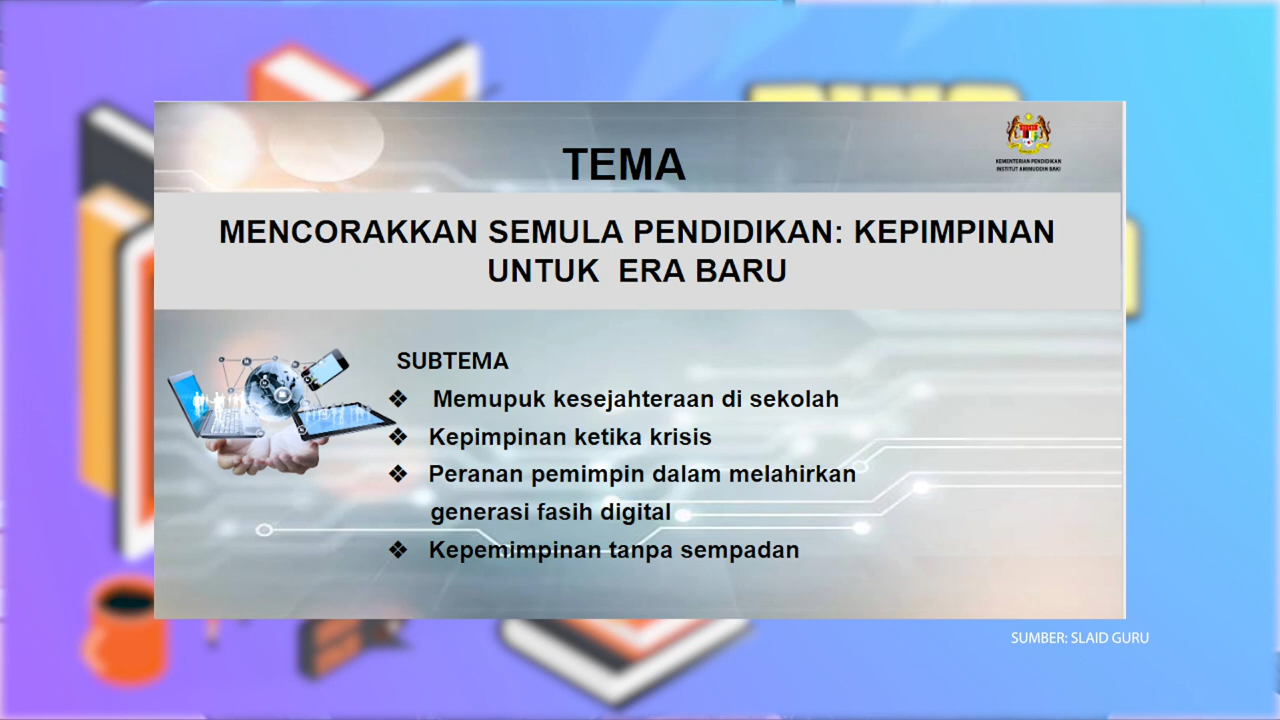 TEMA
KEMENTERIAN PENDIDIKAN
INSTITUT AMINUDDIN BAKI
MENCORAKKAN SEMULA PENDIDIKAN: KEPIMPINAN
UNTUK ERA BARU
SUBTEMA
❖ Memupuk kesejahteraan di sekolah
❖ Kepimpinan ketika krisis
❖ Peranan pemimpin dalam melahirkan
generasi fasih digital
❖ Kepemimpinan tanpa sempadan
SUMBER: SLAID GURU